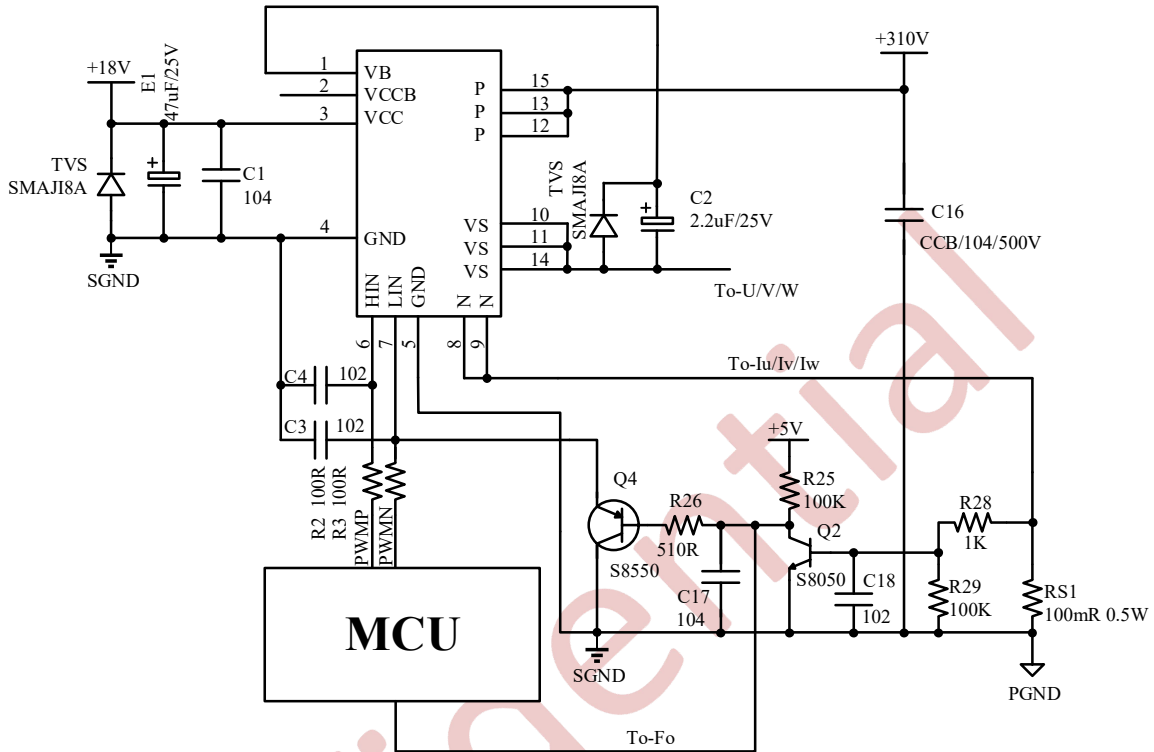 +310V
+18V
E1
47uF/25V
1
VB
2
VCCB
3
VCC
P
15
P
13
P
12
TVS
SMAJI8A
C1
104
TVS
SMAJI8A
C2
2.2uF/25V
C16
CCB/104/500V
4
GND
VS
10
VS
11
VS
14
SGND
To-U/V/W
HIN
LIN
GND
N
N
6
7
5
8
9
C4
102
To-Iu/Iv/Iw
C3
102
+5V
R2 100R
R3 100R
PWMP
PWMN
Q4
R26
510R
S8550
R25
100K
Q2
S8050
R28
1K
C17
104
C18
102
R29
100K
RS1
100mR 0.5W
MCU
SGND
PGND
To-Fo